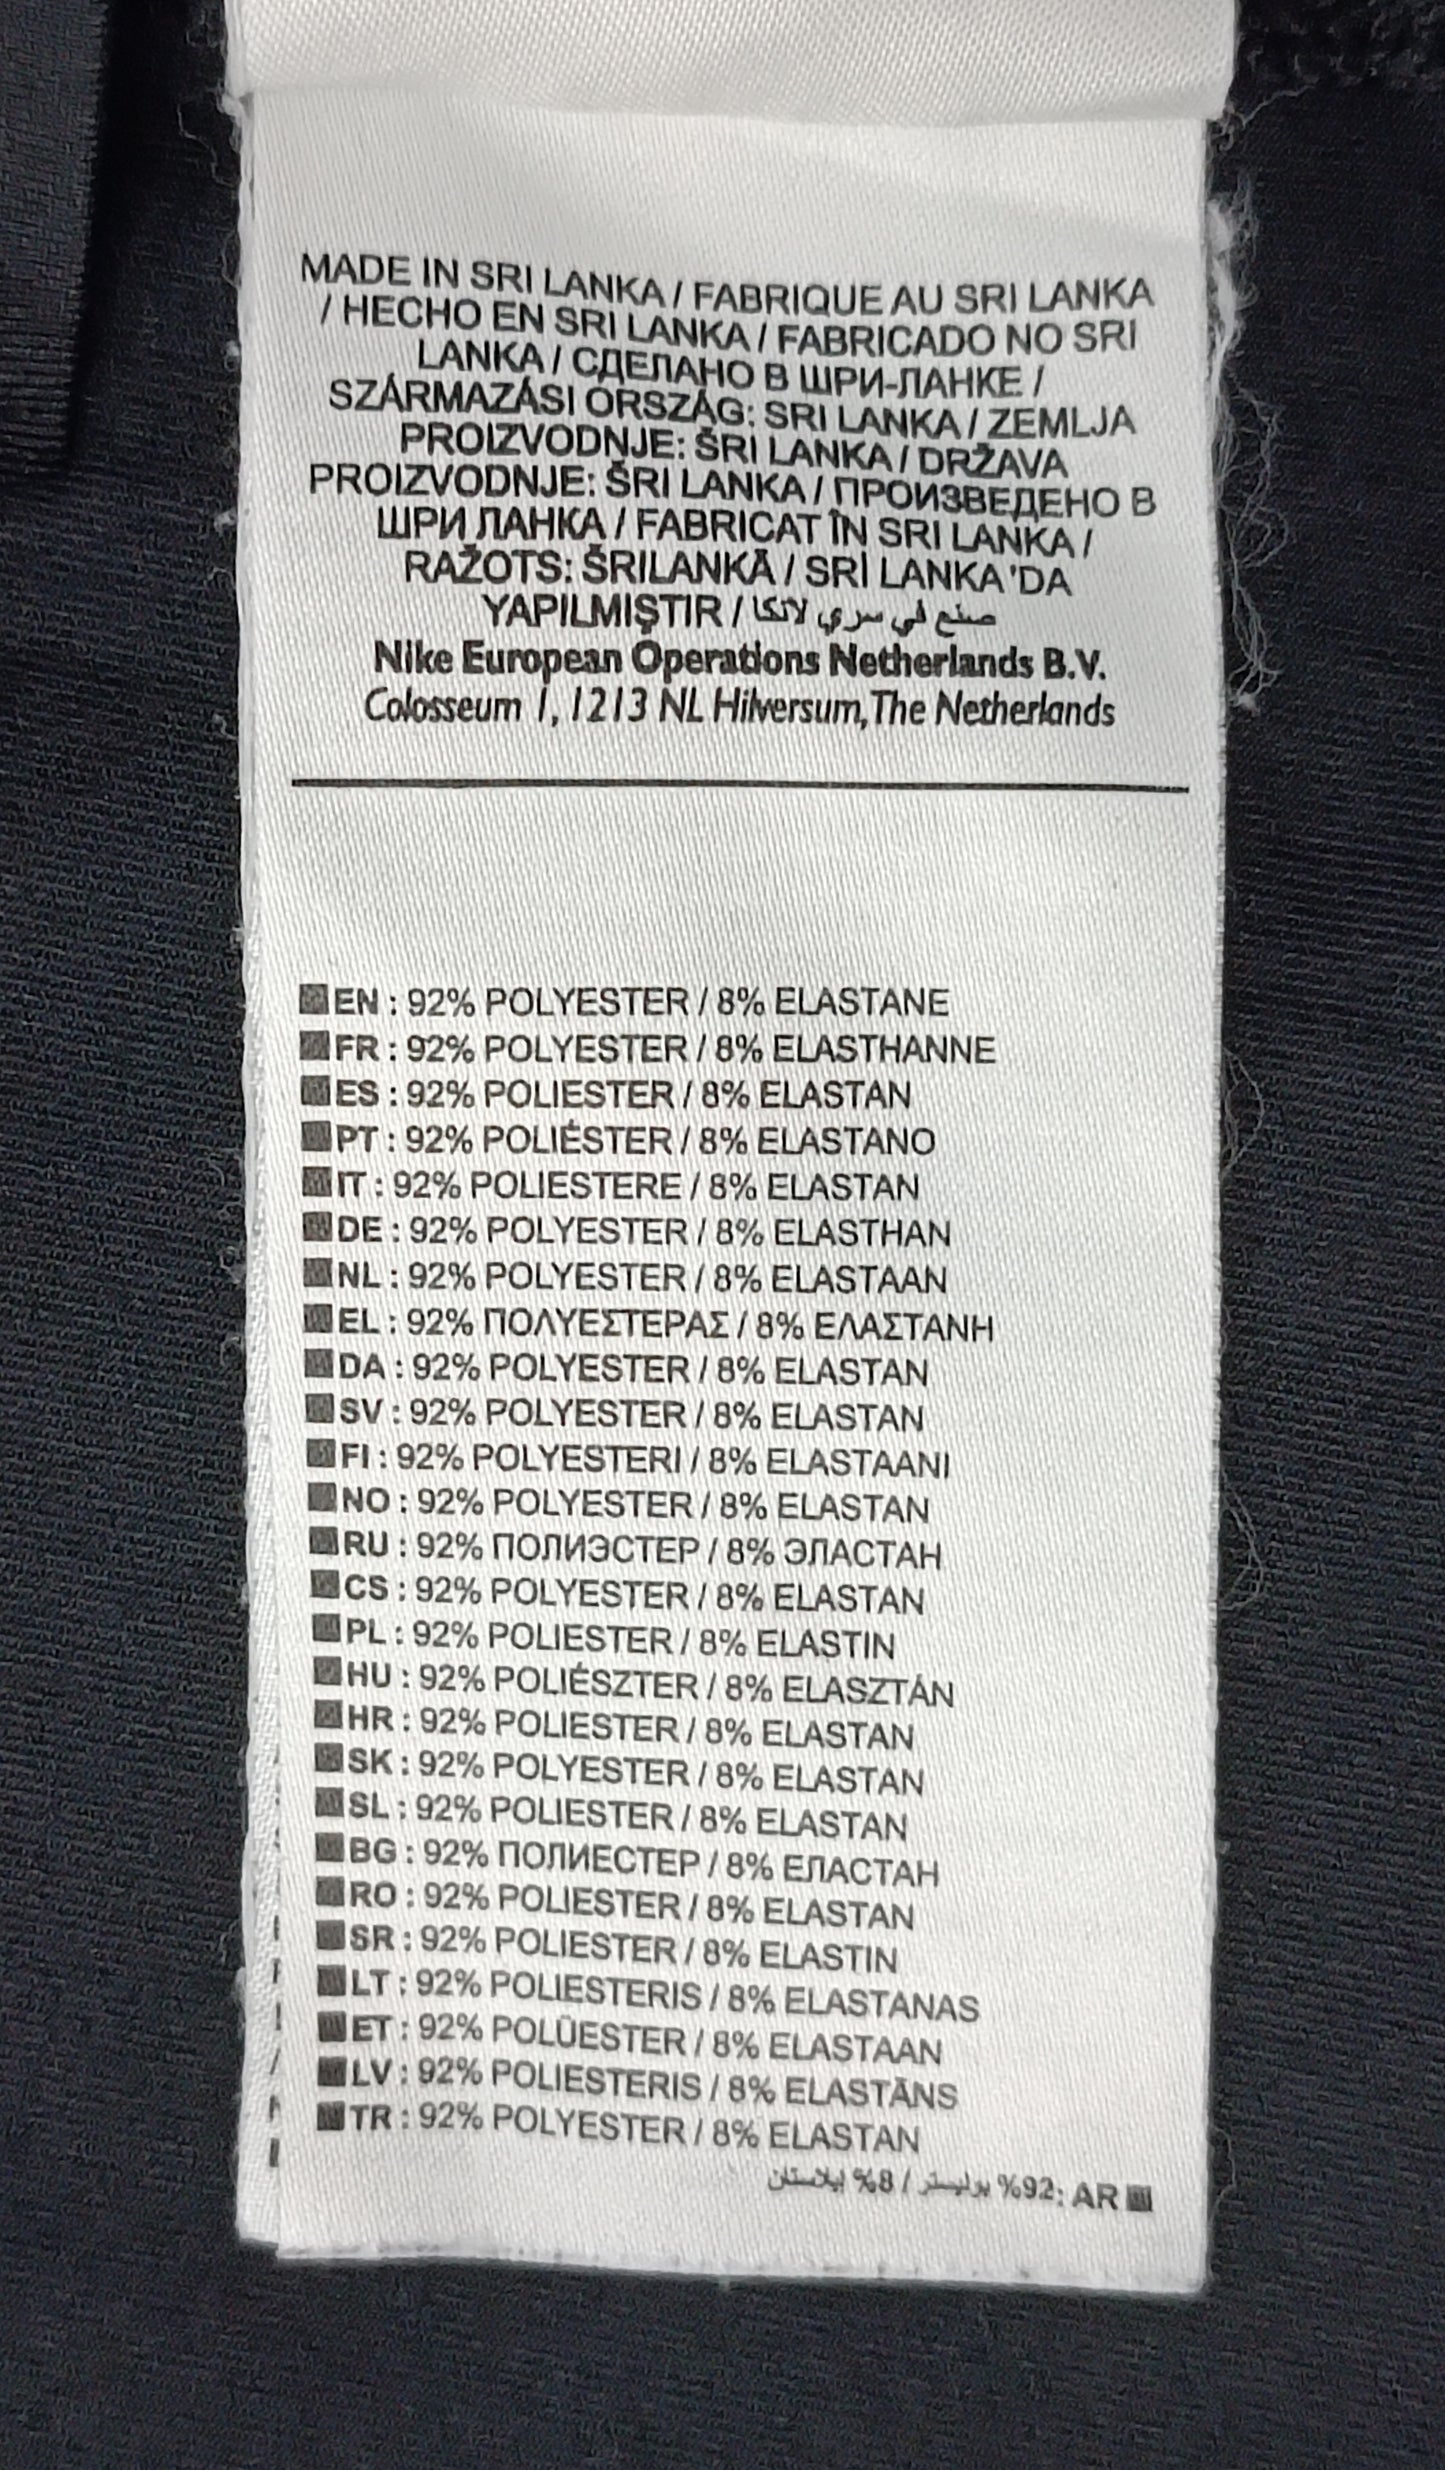 MADE IN SRI LANKA / FABRIQUE AU SRI LANKA
/ HECHO EN SRI LANKA / FABRICADO NO SRI
LANKA / СДЕЛАНО В ШРИ-ЛАНКЕ /
SZÁRMAZÁSI ORSZÁG: SRI LANKA / ZEMLJA
PROIZVODNJE: ŠRI LANKA / DRŽAVA
PROIZVODNJE: ŠRI LANKA / ПРОИЗВЕДЕНО В
ШРИ ЛАНКА / FABRICAT ÎN SRI LANKA /
RAŽOTS: ŠRILANKĀ / SRİ LANKA 'DA
YAPILMIŞTIR / صنع في سري لانكا
Nike European Operations Netherlands B.V.
Colosseum 1, 1213 NL Hilversum, The Netherlands
EN : 92% POLYESTER / 8% ELASTANE
FR : 92% POLYESTER / 8% ELASTHANNE
ES : 92% POLIESTER / 8% ELASTAN
PT : 92% POLIÉSTER / 8% ELASTANO
IT : 92% POLIESTERE / 8% ELASTAN
DE : 92% POLYESTER / 8% ELASTHAN
NL : 92% POLYESTER / 8% ELASTAAN
EL : 92% ΠΟΛΥΕΣΤΕΡΑΣ / 8% ΕΛΑΣΤΑΝΗ
DA : 92% POLYESTER / 8% ELASTAN
SV : 92% POLYESTER / 8% ELASTAN
FI : 92% POLYESTERI / 8% ELASTAANI
NO : 92% POLYESTER / 8% ELASTAN
RU : 92% ПОЛИЭСТЕР / 8% ЭЛАСТАН
CS : 92% POLYESTER / 8% ELASTAN
PL : 92% POLIESTER / 8% ELASTIN
HU : 92% POLIÉSZTER / 8% ELASZTÁN
HR : 92% POLIESTER / 8% ELASTAN
SK : 92% POLYESTER / 8% ELASTAN
SL : 92% POLIESTER / 8% ELASTAN
BG : 92% ПОЛИЕСТЕР / 8% ЕЛАСТАН
RO : 92% POLIESTER / 8% ELASTAN
SR : 92% POLIESTER / 8% ELASTIN
LT : 92% POLIESTERIS / 8% ELASTANAS
ET : 92% POLÜESTER / 8% ELASTAAN
LV : 92% POLIESTERIS / 8% ELASTĀNS
TR : 92% POLYESTER / 8% ELASTAN
AR :92% بوليستر / 8% إيلاستان